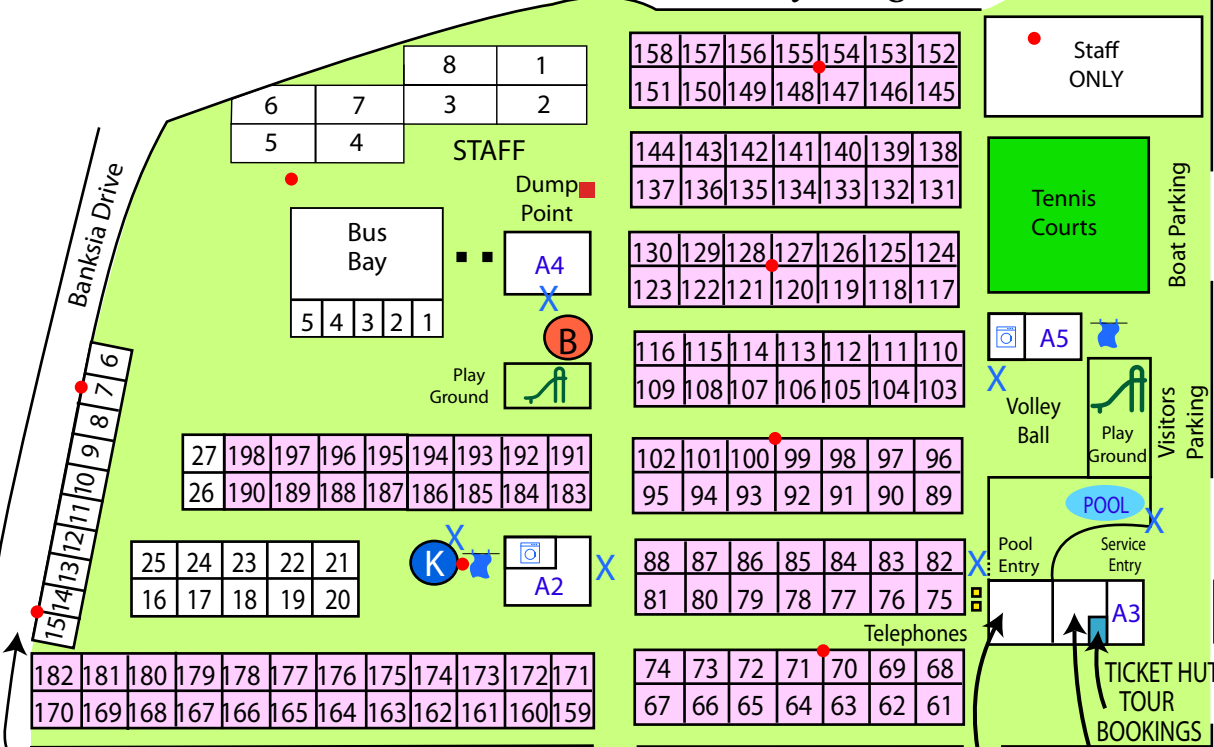 8 1
6 7 3 2
5 4
STAFF
Dump
Point
Bus
Bay
5 4 3 2 1
A4
X
B
Play
Ground
Banksia Drive
6
7
8
9
10
11
12
13
14
15
27 198 197 196 195 194 193 192 191
26 190 189 188 187 186 185 184 183
25 24 23 22 21
16 17 18 19 20
K
X
A2
X
182 181 180 179 178 177 176 175 174 173 172 171
170 169 168 167 166 165 164 163 162 161 160 159
158 157 156 155 154 153 152
151 150 149 148 147 146 145
144 143 142 141 140 139 138
137 136 135 134 133 132 131
130 129 128 127 126 125 124
123 122 121 120 119 118 117
116 115 114 113 112 111 110
109 108 107 106 105 104 103
102 101 100 99 98 97 96
95 94 93 92 91 90 89
88 87 86 85 84 83 82
81 80 79 78 77 76 75
Telephones
74 73 72 71 70 69 68
67 66 65 64 63 62 61
Staff
ONLY
Tennis
Courts
Boat Parking
A5
X
Volley
Ball
Play
Ground
Visitors
Parking
POOL
X
X
Pool
Entry
Service
Entry
A3
TICKET HUT
TOUR
BOOKINGS